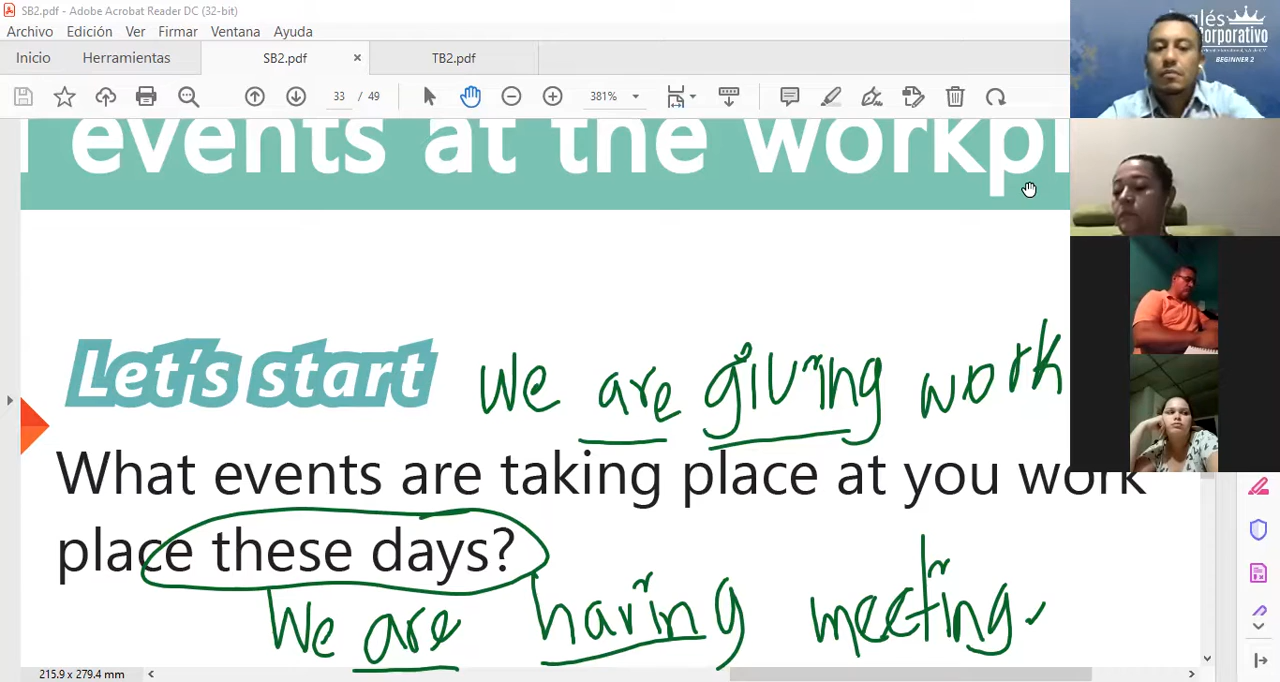 SB2.pdf - Adobe Acrobat Reader DC (32-bit)
Archivo Edición Ver Firmar Ventana Ayuda
Inicio Herramientas SB2.pdf × TB2.pdf
33 / 49 381%
BEGINNER 2
events at the workpl
Let's start
We are giving work
What events are taking place at you work
place these days?
We are having meeting.
215.9 x 279.4 mm